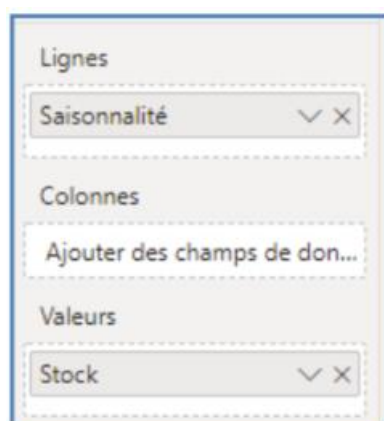 Lignes
Saisonnalité
Colonnes
Ajouter des champs de don...
Valeurs
Stock